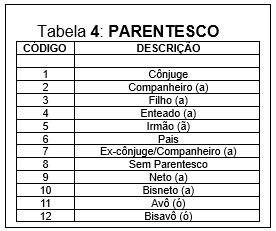 Tabela 4: PARENTESCO
CÓDIGO DESCRIÇÃO
1 Cônjuge
2 Companheiro (a)
3 Filho (a)
4 Enteado (a)
5 Irmão (ã)
6 Pais
7 Ex-cônjuge/Companheiro (a)
8 Sem Parentesco
9 Neto (a)
10 Bisneto (a)
11 Avô (ó)
12 Bisavô (ó)